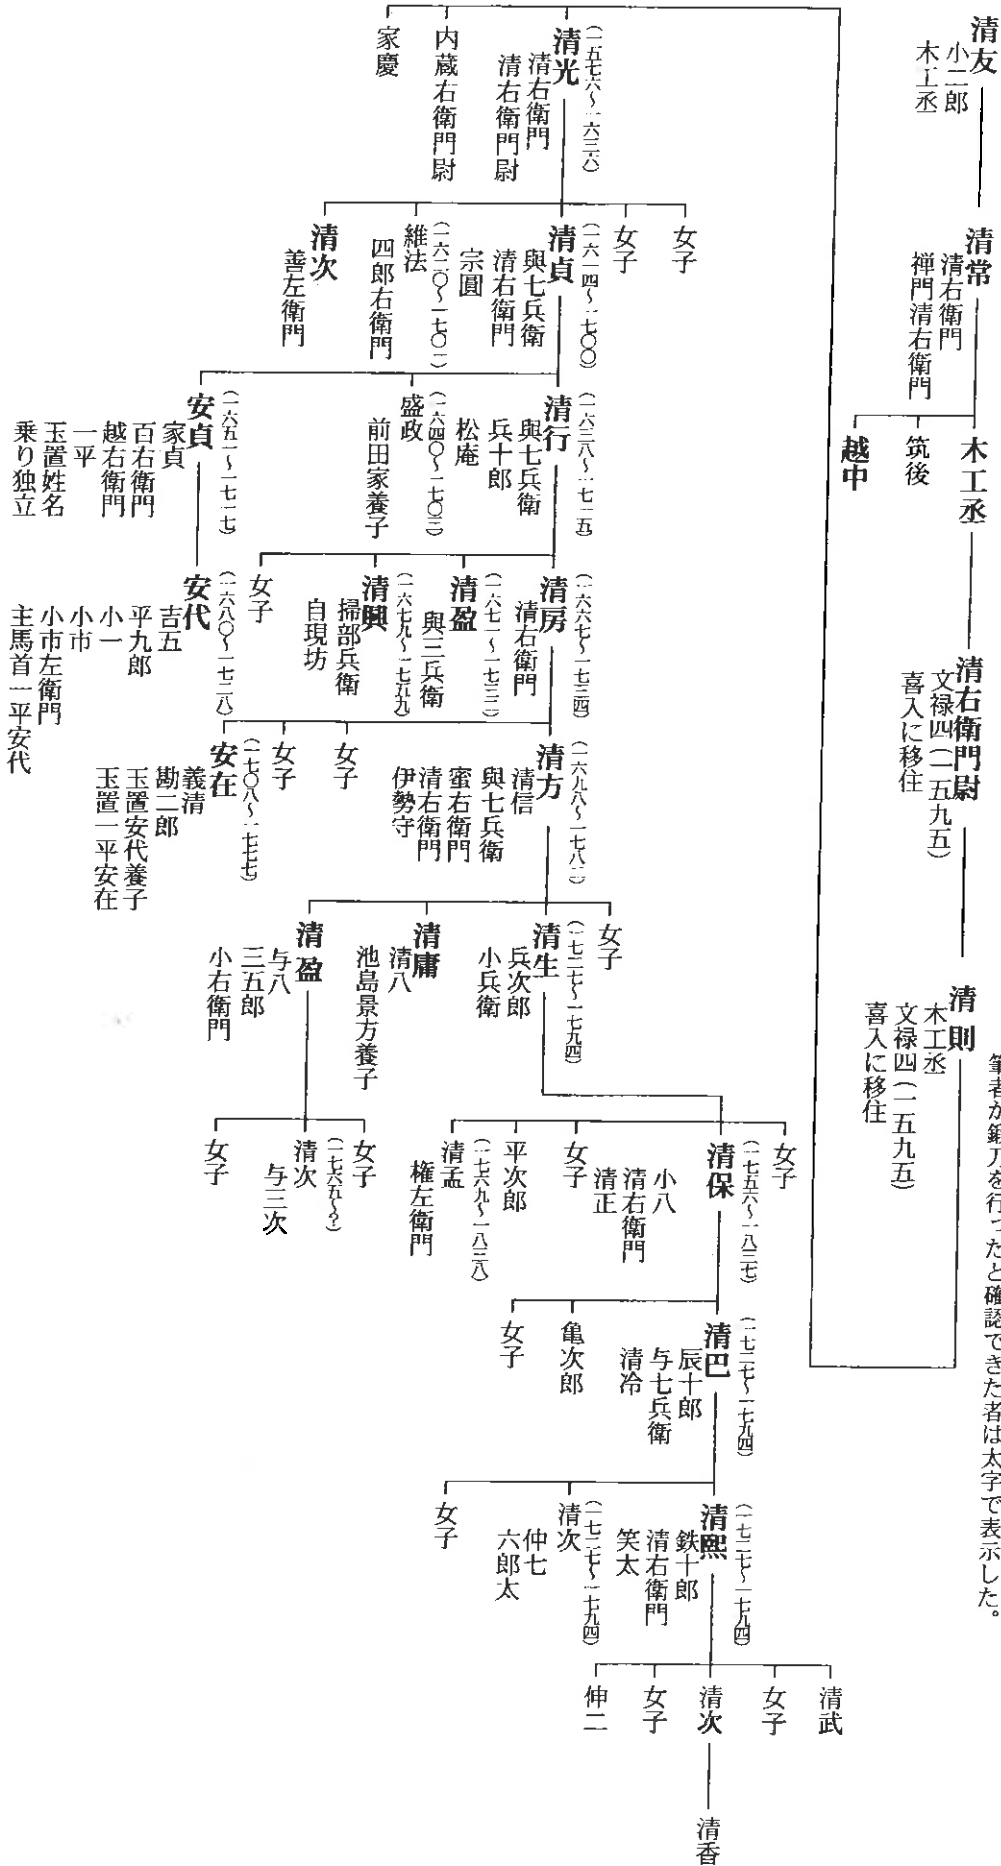 筆者が鍛刀を行ったと確認できた者は太字で表示した。
清友
小二郎
木工丞
清常
清右衛門
禅門清右衛門
木工丞
筑後
越中
清右衛門尉
文禄四(一五九五)
喜入に移住
清則
木工丞
文禄四(一五九五)
喜入に移住
(一五七六〜一六三六)
清光
清右衛門
清右衛門尉
内蔵右衛門尉
家慶
女子
女子
(一六一四〜一七〇〇)
清貞
與七兵衛
清右衛門
宗圓
(一六二〇〜一七〇一)
維法
四郎右衛門
清次
善左衛門
(一六三八〜一七一五)
清行
與七兵衛
兵十郎
松庵
(一六四〇〜一七〇三)
盛政
前田家養子
(一六五一〜一七一七)
安貞
家貞
百右衛門
越右衛門
一平
玉置姓名
乗り独立
(一六六七〜一七三四)
清房
清右衛門
(一六七一〜一七三二)
清盈
與三兵衛
(一六七九〜一七五九)
清興
掃部兵衛
自現坊
女子
(一六八〇〜一七二八)
安代
吉五
平九郎
小一
小市
小市左衛門
主馬首一平安代
(一六九八〜一七八二)
清方
清信
與七兵衛
蜜右衛門
清右衛門
伊勢守
女子
女子
(一七〇八〜一七七七)
安在
義清
勘二郎
玉置安代養子
玉置一平安在
女子
(一七二七〜一七九四)
清生
兵次郎
小兵衛
清庸
清八
池島景方養子
清盈
与八
三五郎
小右衛門
女子
(一七五六〜一八三七)
清保
小八
清右衛門
清正
女子
平次郎
(一七六九〜一八三八)
清孟
権左衛門
女子
(一七六五〜?)
清次
与三次
女子
(一七二七〜一七九四)
清巴
辰十郎
与七兵衛
清冷
亀次郎
女子
(一七二七〜一七九四)
清熙
鉄十郎
清右衛門
笑太
(一七二七〜一七九四)
清次
仲七
六郎太
女子
清武
女子
清次
女子
伸二
清香